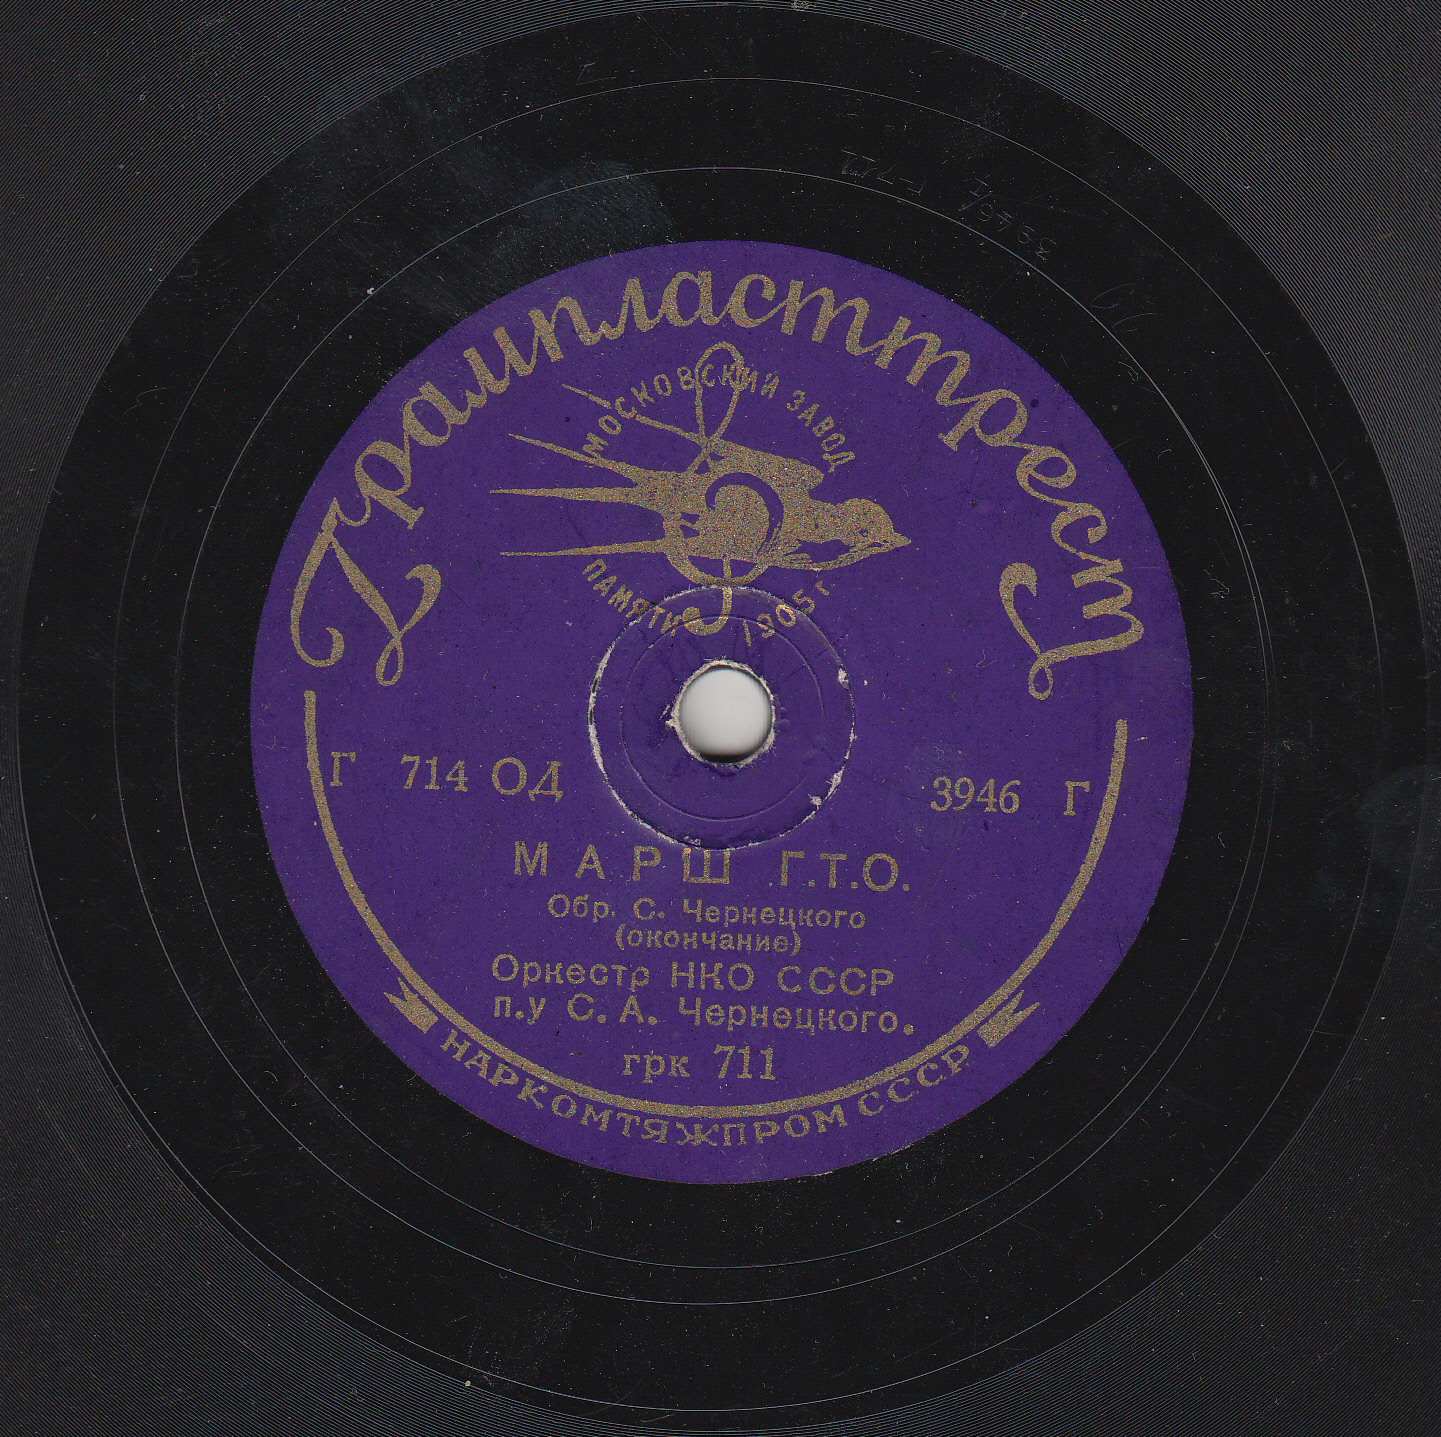 Грампласттрест
МОСКОВСКИЙ ЗАВОД
ПАМЯТИ 1905 г.
Г 714 ОД
3946 Г
МАРШ Г.Т.О.
Обр. С. Чернецкого
(окончание)
Оркестр НКО СССР
п.у С. А. Чернецкого.
грк 711
НАРКОМТЯЖПРОМ СССР